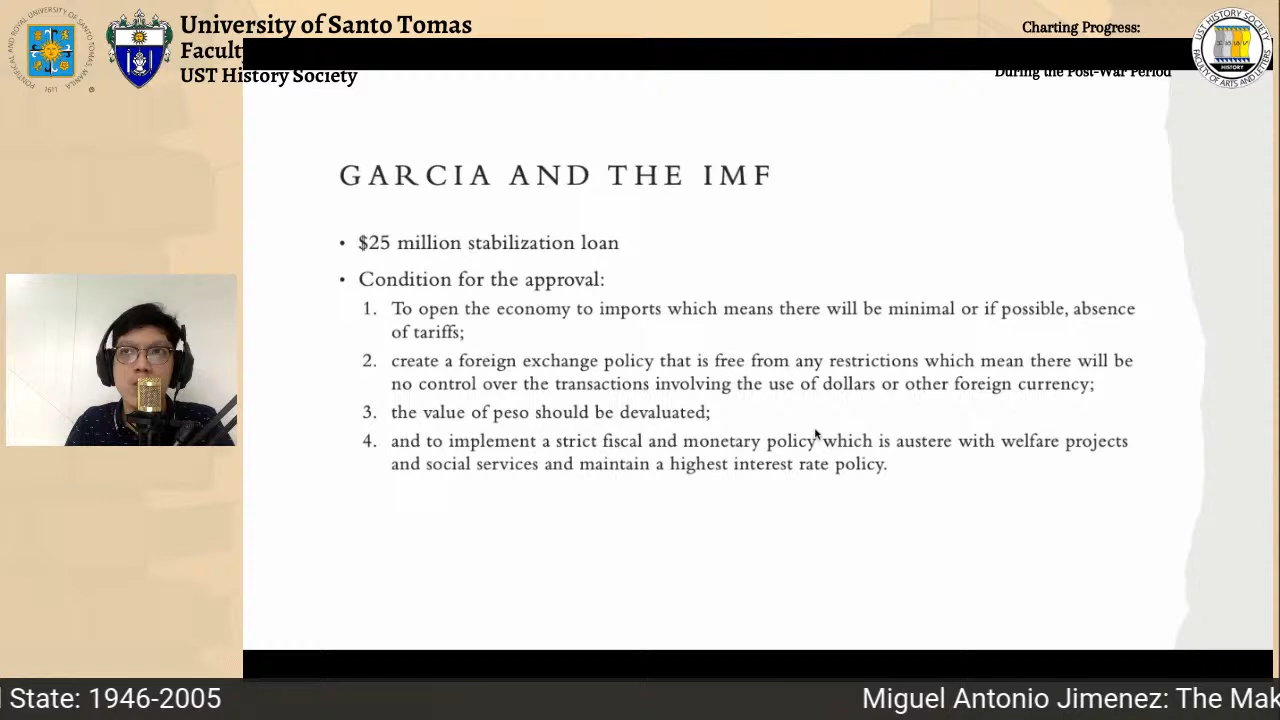 University of Santo Tomas
Faculty
UST History Society
Charting Progress:
During the Post-War Period
GARCIA AND THE IMF
• $25 million stabilization loan
• Condition for the approval:
1. To open the economy to imports which means there will be minimal or if possible, absence
of tariffs;
2. create a foreign exchange policy that is free from any restrictions which mean there will be
no control over the transactions involving the use of dollars or other foreign currency;
3. the value of peso should be devaluated;
4. and to implement a strict fiscal and monetary policy which is austere with welfare projects
and social services and maintain a highest interest rate policy.
State: 1946-2005
Miguel Antonio Jimenez: The Mak